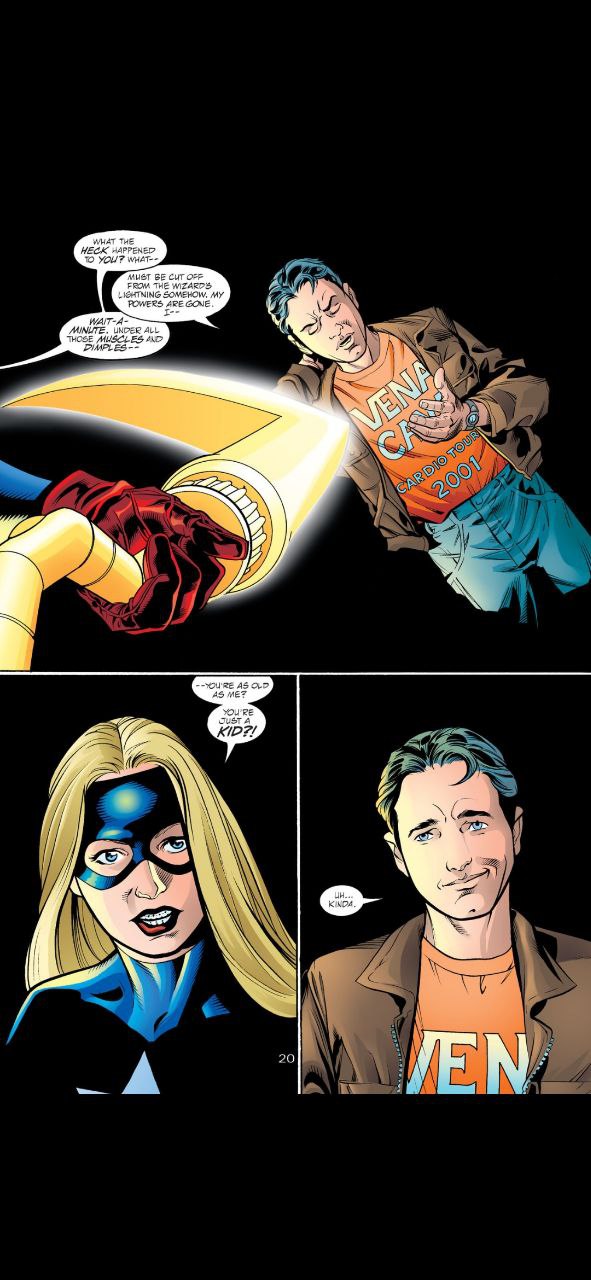 WHAT THE
HECK HAPPENED
TO YOU? WHAT--
MUST BE CUT OFF
FROM THE WIZARD'S
LIGHTNING SOMEHOW. MY
POWERS ARE GONE.
I--
WAIT-A-
MINUTE. UNDER ALL
THOSE MUSCLES AND
DIMPLES--
VENA
CA
CARDIO TOUR
2001
--YOU'RE AS OLD
AS ME?
YOU'RE
JUST A
KID?!
UH...
KINDA.
VEN
20